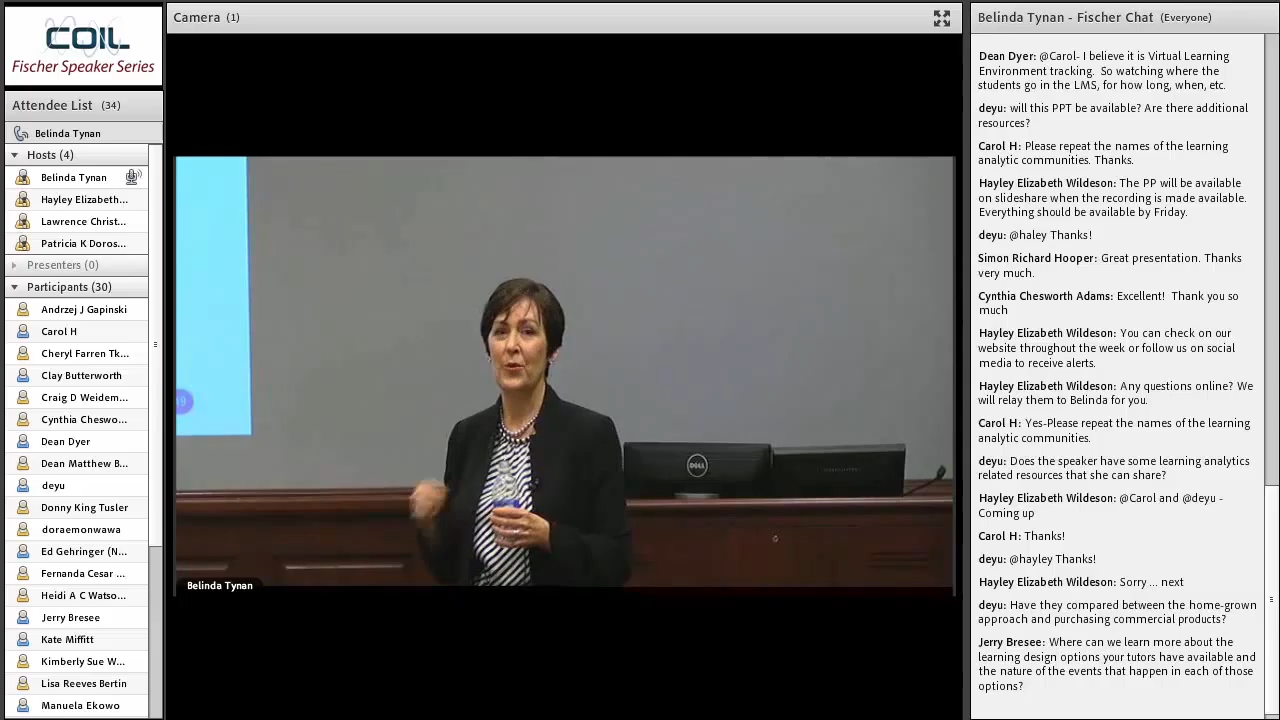 COIL
Fischer Speaker Series
Attendee List (34)
Belinda Tynan
Hosts (4)
Belinda Tynan
Hayley Elizabeth...
Lawrence Christ...
Patricia K Doros...
Presenters (0)
Participants (30)
Andrzej J Gapinski
Carol H
Cheryl Farren Tk...
Clay Butterworth
Craig D Weidem...
Cynthia Cheswo...
Dean Dyer
Dean Matthew B...
deyu
Donny King Tusler
doraemonwawa
Ed Gehringer (N...
Fernanda Cesar ...
Heidi A C Watso...
Jerry Bresee
Kate Miffitt
Kimberly Sue W...
Lisa Reeves Bertin
Manuela Ekowo
Camera (1)
19
DELL
Belinda Tynan
Belinda Tynan - Fischer Chat (Everyone)
Dean Dyer: @Carol- I believe it is Virtual Learning
Environment tracking. So watching where the
students go in the LMS, for how long, when, etc.
deyu: will this PPT be available? Are there additional
resources?
Carol H: Please repeat the names of the learning
analytic communities. Thanks.
Hayley Elizabeth Wildeson: The PP will be available
on slideshare when the recording is made available.
Everything should be available by Friday.
deyu: @haley Thanks!
Simon Richard Hooper: Great presentation. Thanks
very much.
Cynthia Chesworth Adams: Excellent! Thank you so
much
Hayley Elizabeth Wildeson: You can check on our
website throughout the week or follow us on social
media to receive alerts.
Hayley Elizabeth Wildeson: Any questions online? We
will relay them to Belinda for you.
Carol H: Yes-Please repeat the names of the learning
analytic communities.
deyu: Does the speaker have some learning analytics
related resources that she can share?
Hayley Elizabeth Wildeson: @Carol and @deyu -
Coming up
Carol H: Thanks!
deyu: @hayley Thanks!
Hayley Elizabeth Wildeson: Sorry ... next
deyu: Have they compared between the home-grown
approach and purchasing commercial products?
Jerry Bresee: Where can we learn more about the
learning design options your tutors have available and
the nature of the events that happen in each of those
options?